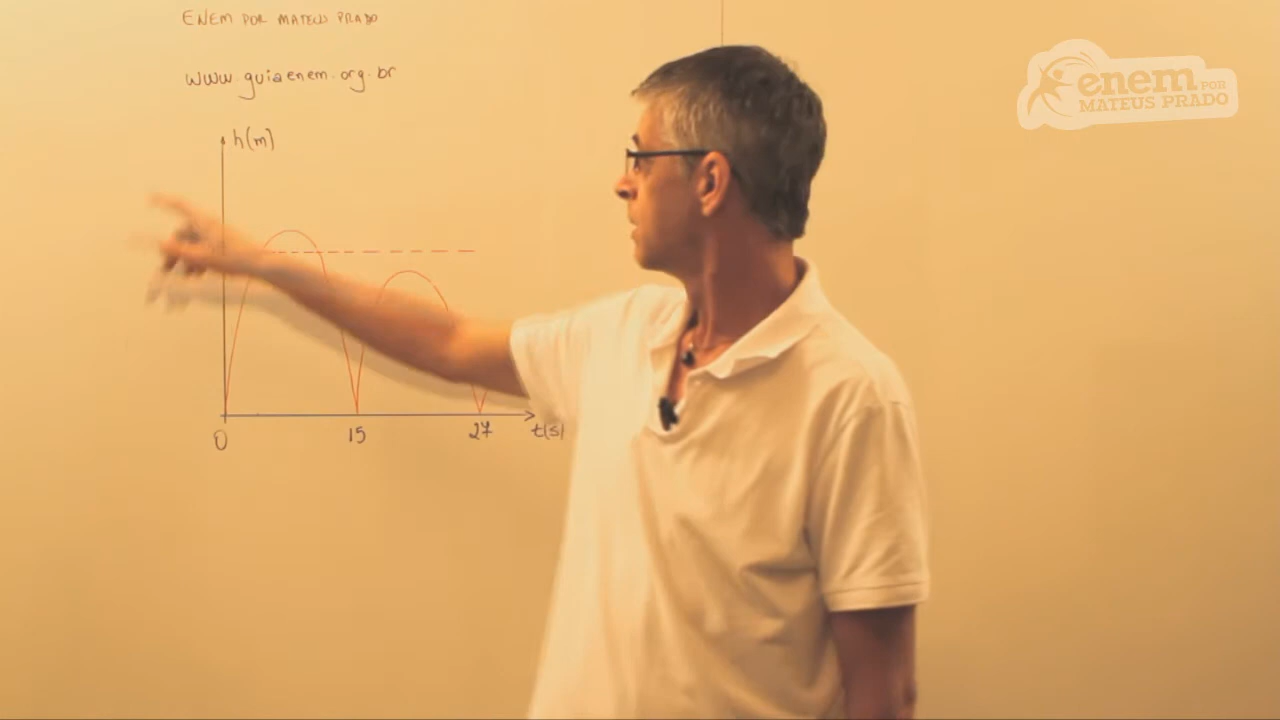 ENEM POR MATEUS PRADO
www.guiaenem.org.br
enem POR
MATEUS PRADO
h(m)
0
15
27
t(s)